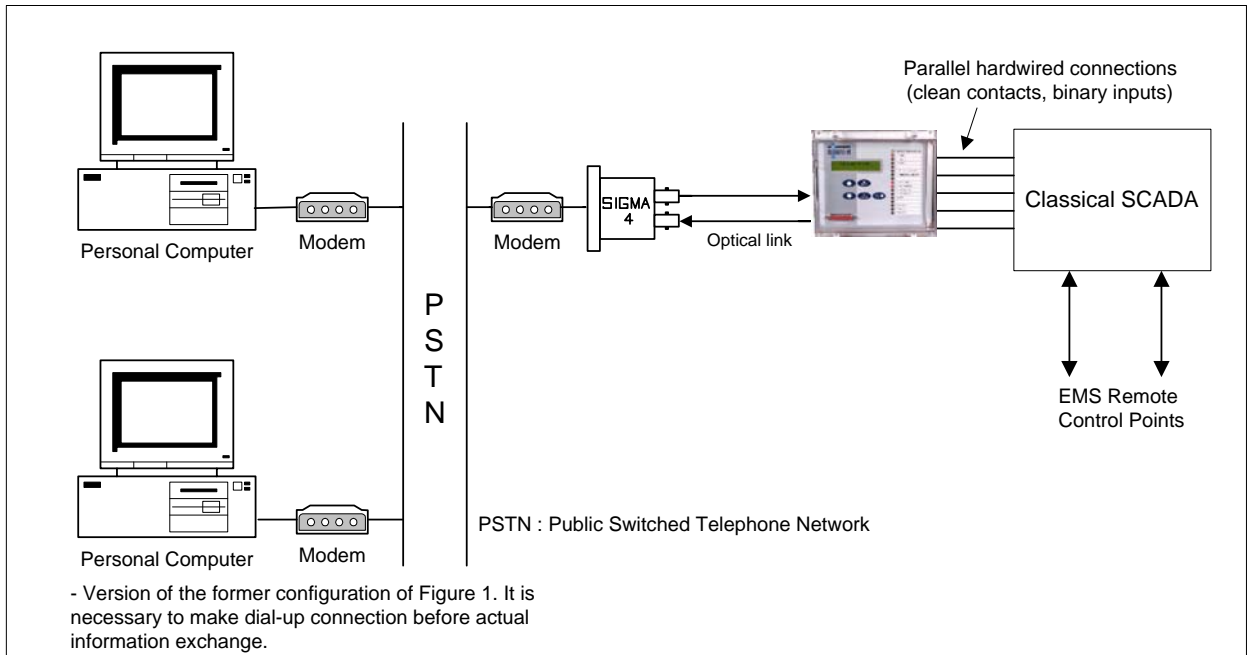 Parallel hardwired connections
(clean contacts, binary inputs)
Classical SCADA
SIGMA
4
Personal Computer
Modem
Modem
Optical link
P
S
T
N
EMS Remote
Control Points
PSTN : Public Switched Telephone Network
Personal Computer
Modem
- Version of the former configuration of Figure 1. It is
necessary to make dial-up connection before actual
information exchange.